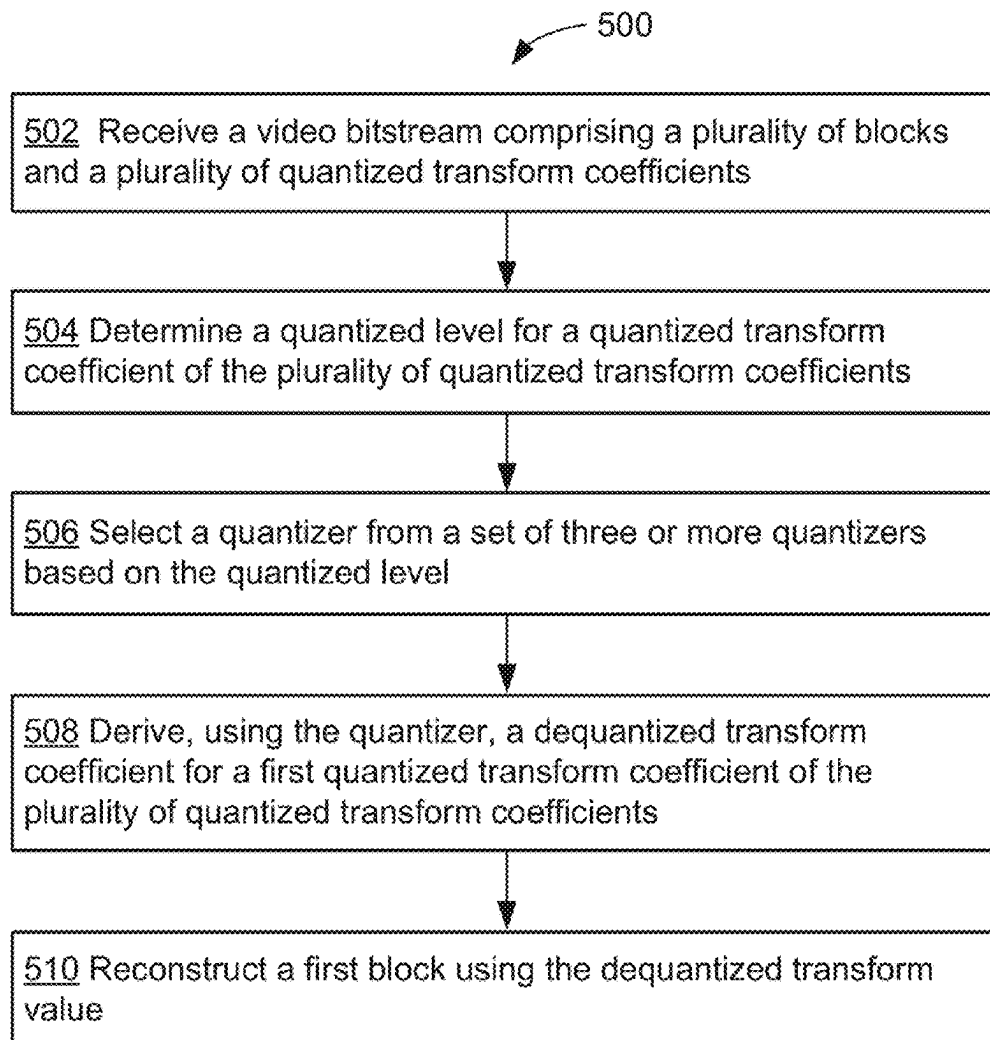 500
502 Receive a video bitstream comprising a plurality of blocks
and a plurality of quantized transform coefficients
504 Determine a quantized level for a quantized transform
coefficient of the plurality of quantized transform coefficients
506 Select a quantizer from a set of three or more quantizers
based on the quantized level
508 Derive, using the quantizer, a dequantized transform
coefficient for a first quantized transform coefficient of the
plurality of quantized transform coefficients
510 Reconstruct a first block using the dequantized transform
value